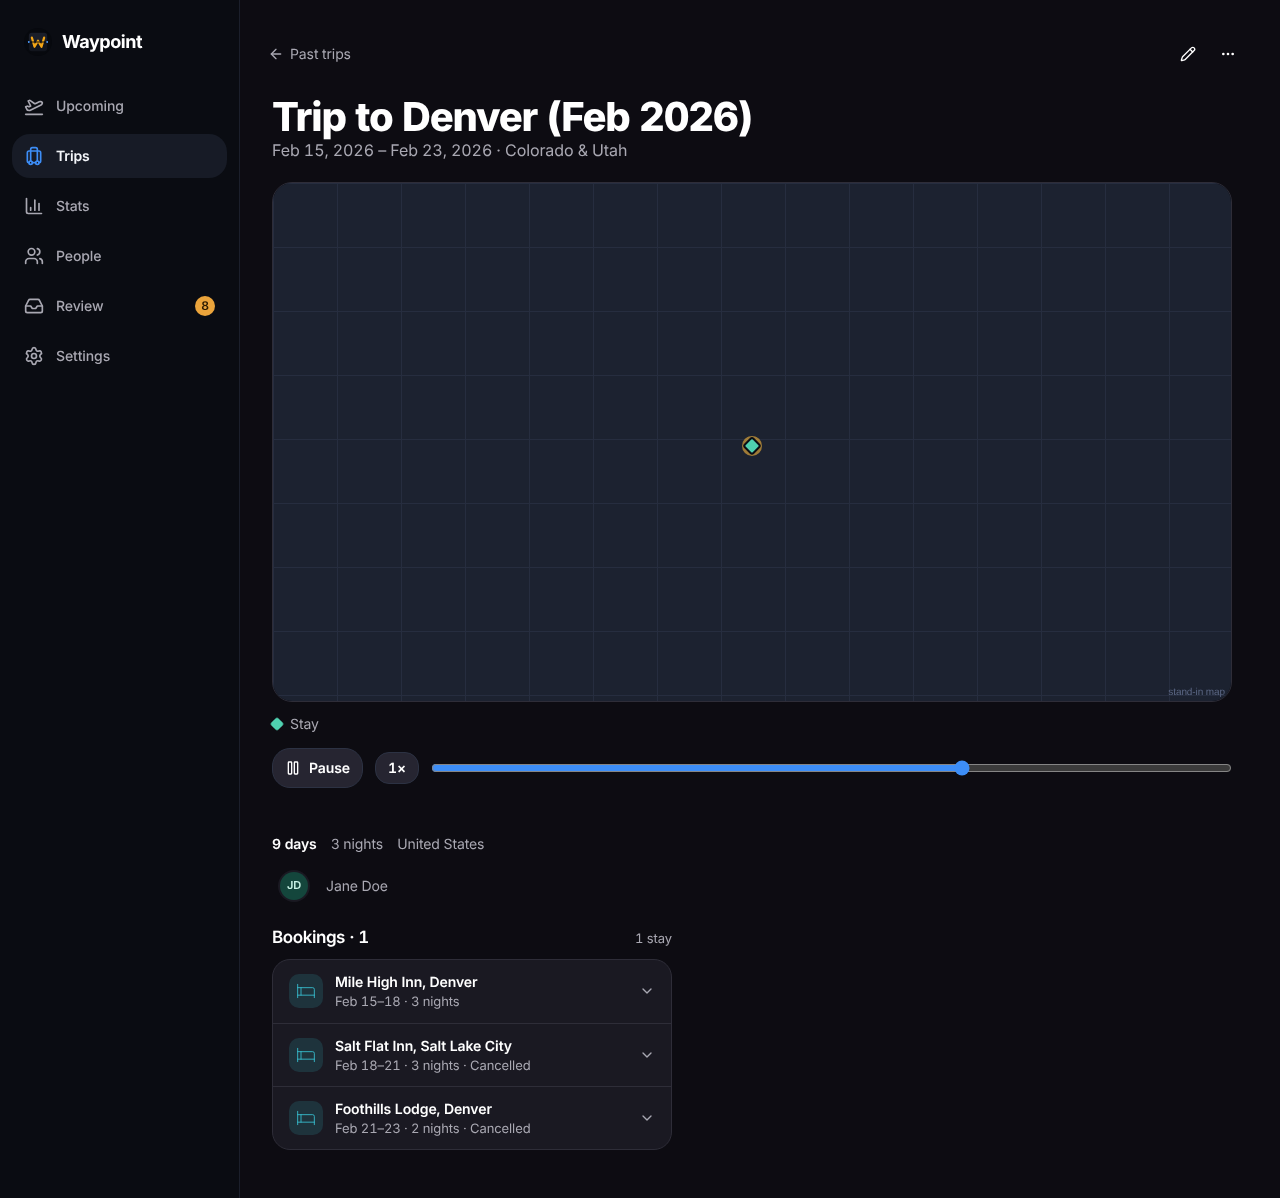 Waypoint
Upcoming
Trips
Stats
People
Review 8
Settings
Past trips
Trip to Denver (Feb 2026)
Feb 15, 2026 – Feb 23, 2026 · Colorado & Utah
stand-in map
Stay
Pause 1×
9 days 3 nights United States
JD Jane Doe
Bookings · 1 1 stay
Mile High Inn, Denver
Feb 15–18 · 3 nights
Salt Flat Inn, Salt Lake City
Feb 18–21 · 3 nights · Cancelled
Foothills Lodge, Denver
Feb 21–23 · 2 nights · Cancelled